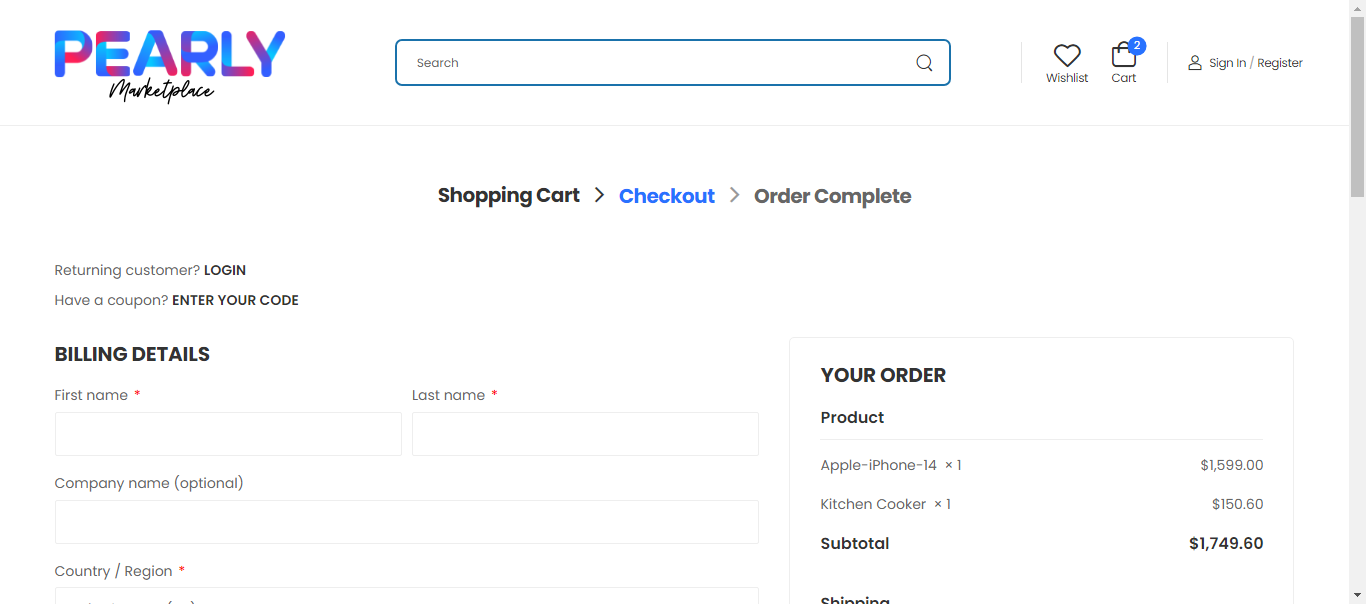 PEARLY
Marketplace
Search
Wishlist
2
Cart
Sign In / Register
Shopping Cart > Checkout > Order Complete
Returning customer? LOGIN
Have a coupon? ENTER YOUR CODE
BILLING DETAILS
First name *
Last name *
Company name (optional)
Country / Region *
YOUR ORDER
Product
Apple-iPhone-14 × 1 $1,599.00
Kitchen Cooker × 1 $150.60
Subtotal $1,749.60
Shipping